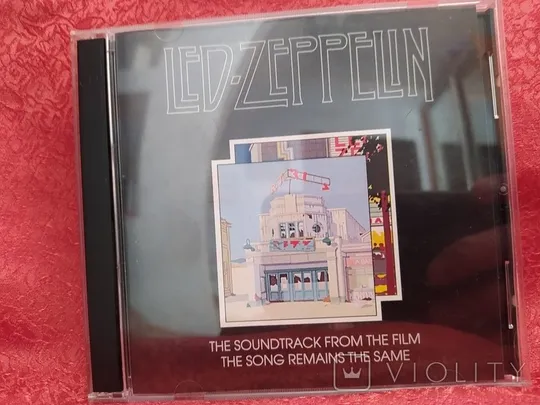 LED-ZEPPELIN
THE SOUNDTRACK FROM THE FILM
THE SONG REMAINS THE SAME
VIOLITY